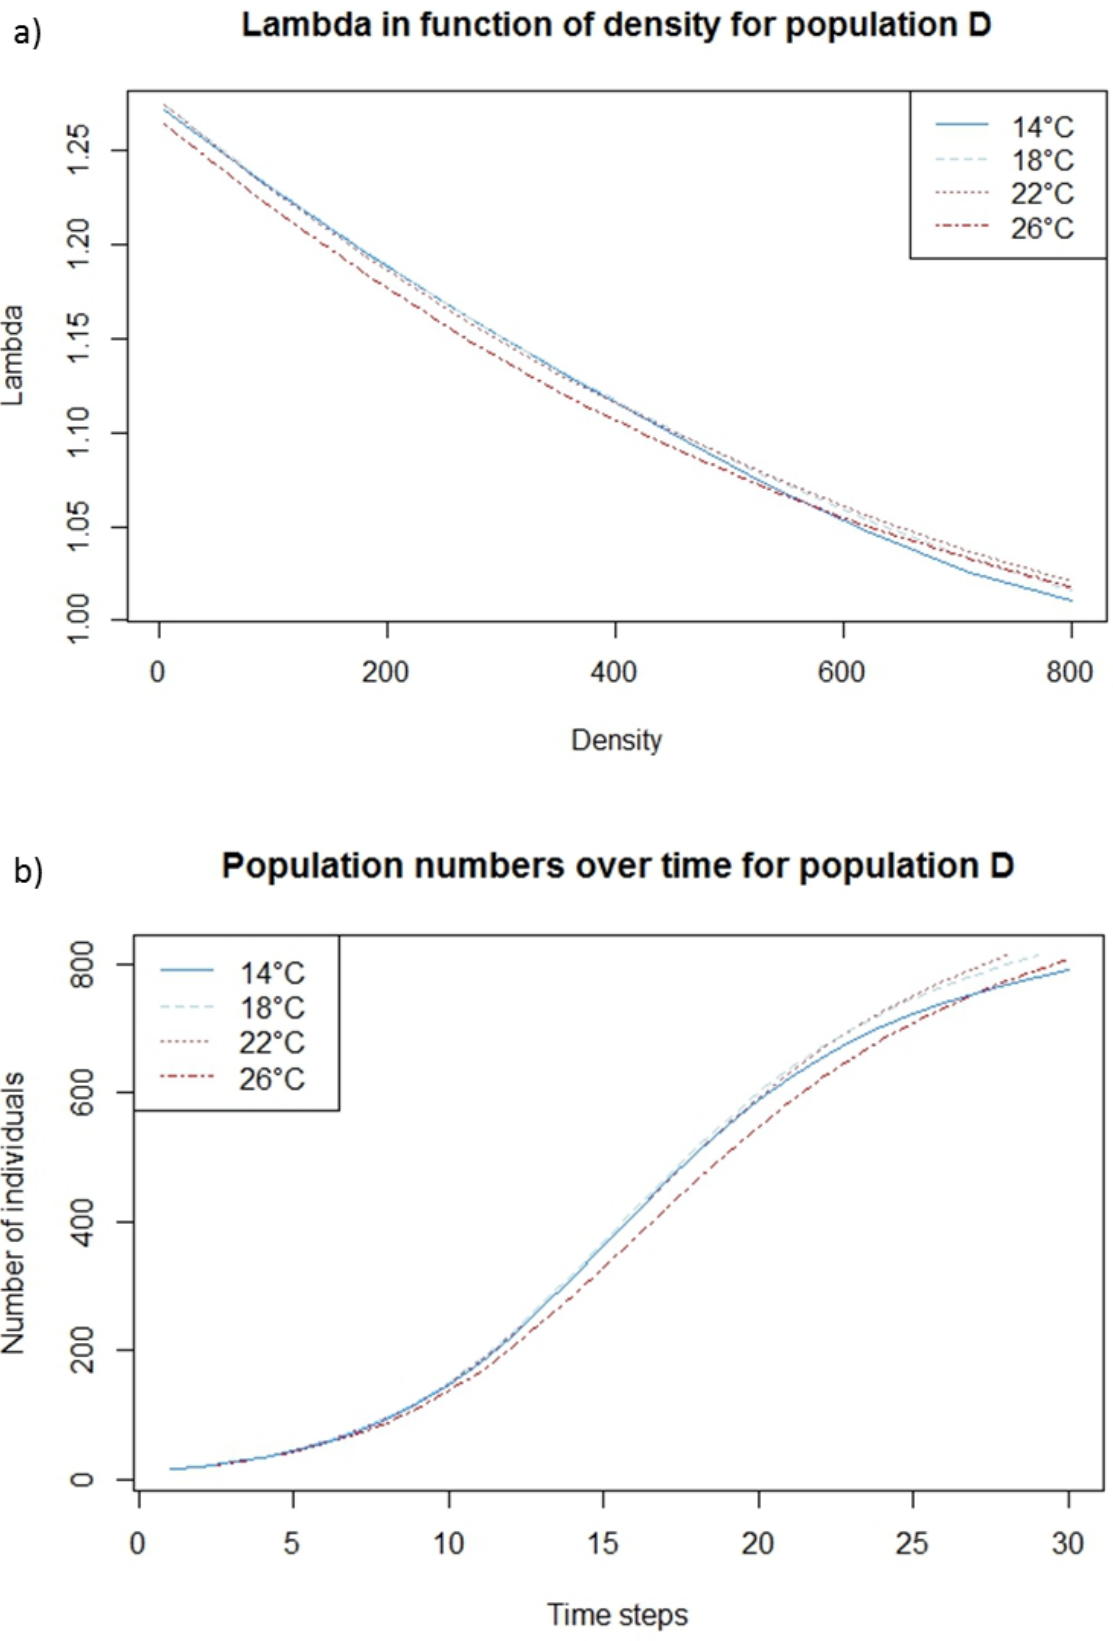 a)
Lambda in function of density for population D
14°C
18°C
22°C
26°C
1.25
1.20
1.15
1.10
1.05
1.00
Lambda
0 200 400 600 800
Density
b)
Population numbers over time for population D
14°C
18°C
22°C
26°C
800
600
400
200
0
Number of individuals
0 5 10 15 20 25 30
Time steps